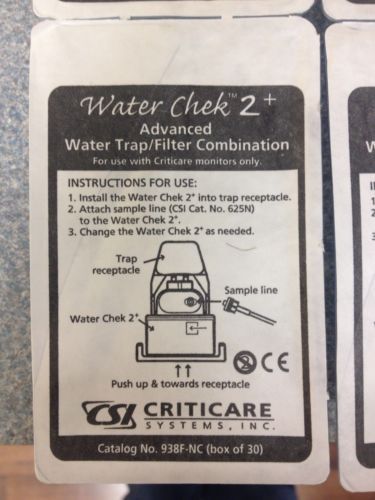 Water Chek™ 2+
Advanced
Water Trap/Filter Combination
For use with Criticare monitors only.
INSTRUCTIONS FOR USE:
1. Install the Water Chek 2+ into trap receptacle.
2. Attach sample line (CSI Cat. No. 625N)
to the Water Chek 2+.
3. Change the Water Chek 2+ as needed.
Trap
receptacle
Sample line
Water Chek 2+
2
CE
Push up & towards receptacle
CSI CRITICARE
SYSTEMS, INC.
Catalog No. 938F-NC (box of 30)